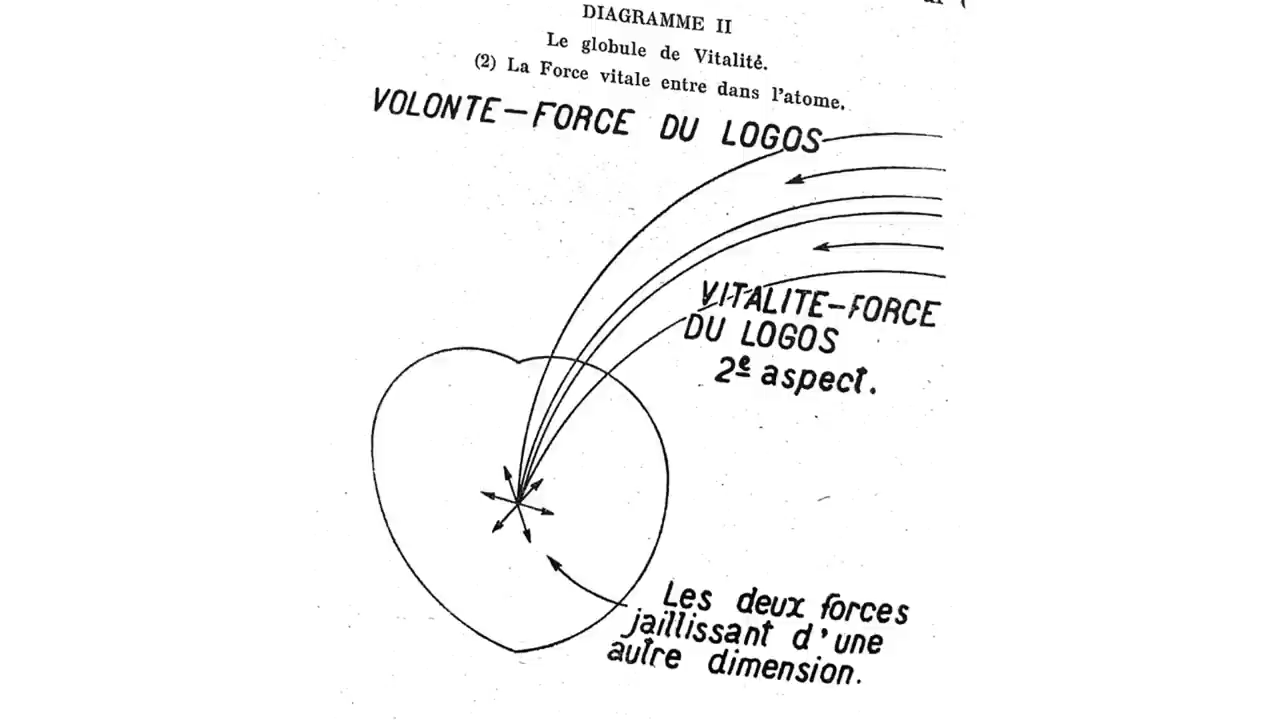 DIAGRAMME II
Le globule de Vitalité.
(2) La Force vitale entre dans l'atome.
VOLONTE—FORCE DU LOGOS
VITALITE—FORCE
DU LOGOS
2e aspect.
Les deux forces
jaillissant d'une
autre dimension.